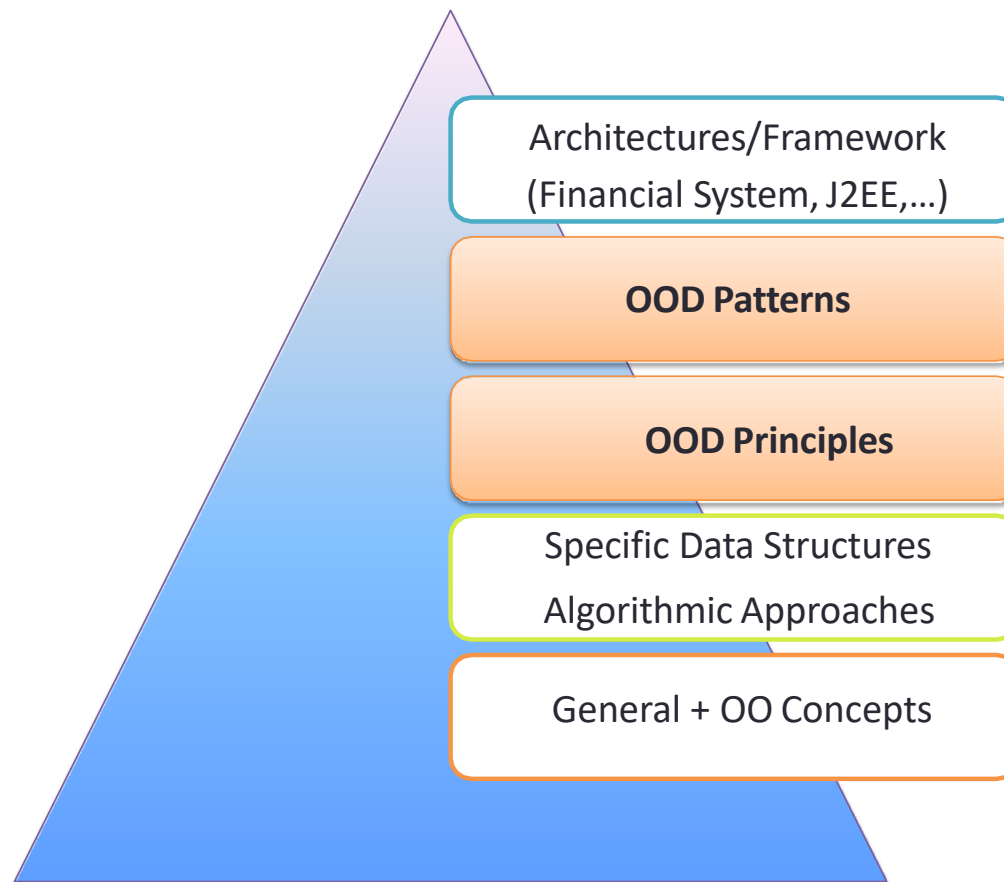 Architectures/Framework
(Financial System, J2EE,...)
OOD Patterns
OOD Principles
Specific Data Structures
Algorithmic Approaches
General + OO Concepts